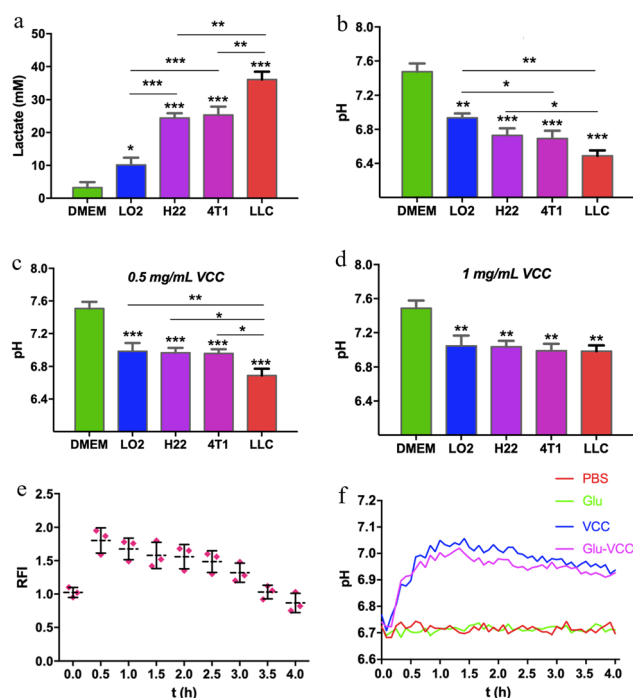 a
Lactate (mM)
50
40
30
20
10
0
**
***
**
***
*
***
***
***
DMEM LO2 H22 4T1 LLC
b
pH
8.0
7.6
7.2
6.8
6.4
**
*
*
**
***
***
***
DMEM LO2 H22 4T1 LLC
c
0.5 mg/mL VCC
pH
8.0
7.6
7.2
6.8
6.4
**
*
*
***
***
***
***
DMEM LO2 H22 4T1 LLC
d
1 mg/mL VCC
pH
8.0
7.6
7.2
6.8
6.4
**
**
**
**
DMEM LO2 H22 4T1 LLC
e
RFI
2.5
2.0
1.5
1.0
0.5
0.0
0.0 0.5 1.0 1.5 2.0 2.5 3.0 3.5 4.0
t (h)
f
PBS
Glu
VCC
Glu-VCC
pH
7.2
7.1
7.0
6.9
6.8
6.7
6.6
0.0 0.5 1.0 1.5 2.0 2.5 3.0 3.5 4.0
t (h)